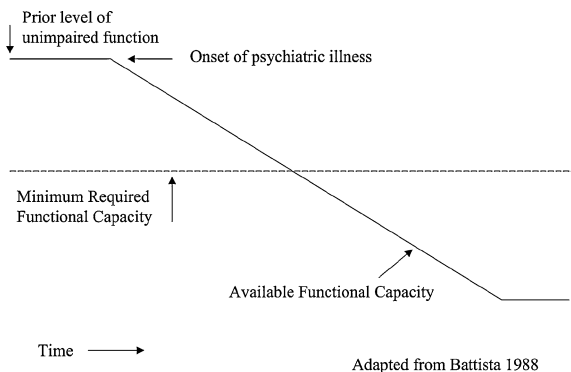 Prior level of
unimpaired function
Onset of psychiatric illness
Minimum Required
Functional Capacity
Available Functional Capacity
Time
Adapted from Battista 1988